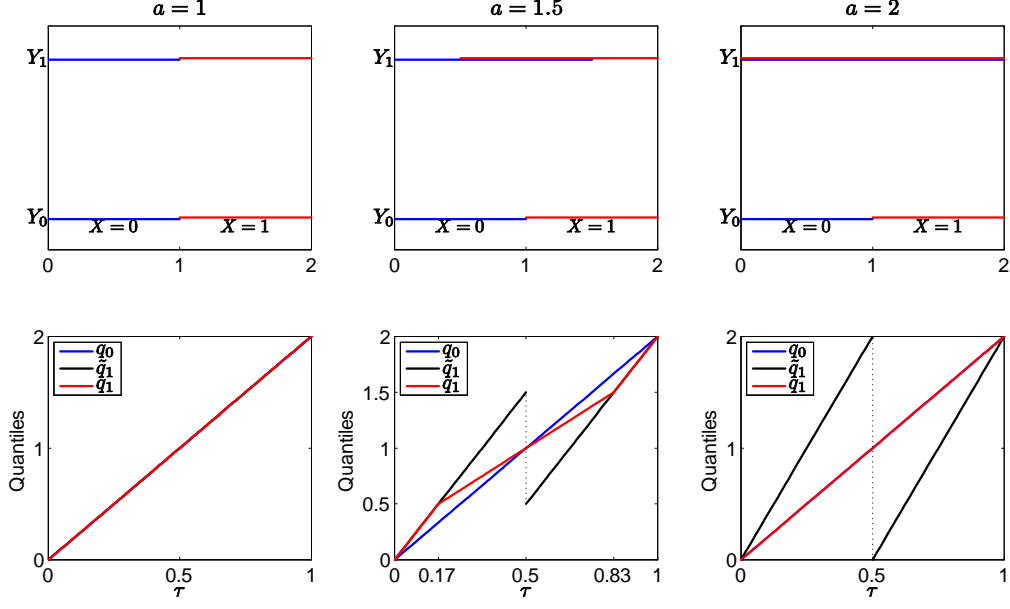 a = 1
Y₁
Y₀
X = 0 X = 1
0 1 2
a = 1.5
Y₁
Y₀
X = 0 X = 1
0 1 2
a = 2
Y₁
Y₀
X = 0 X = 1
0 1 2
Quantiles
2
1
0
q₀
q̃₁
q₁
0 0.5 1
τ
Quantiles
2
1.5
1
0.5
0
q₀
q̃₁
q₁
0 0.17 0.5 0.83 1
τ
Quantiles
2
1
0
q₀
q̃₁
q₁
0 0.5 1
τ